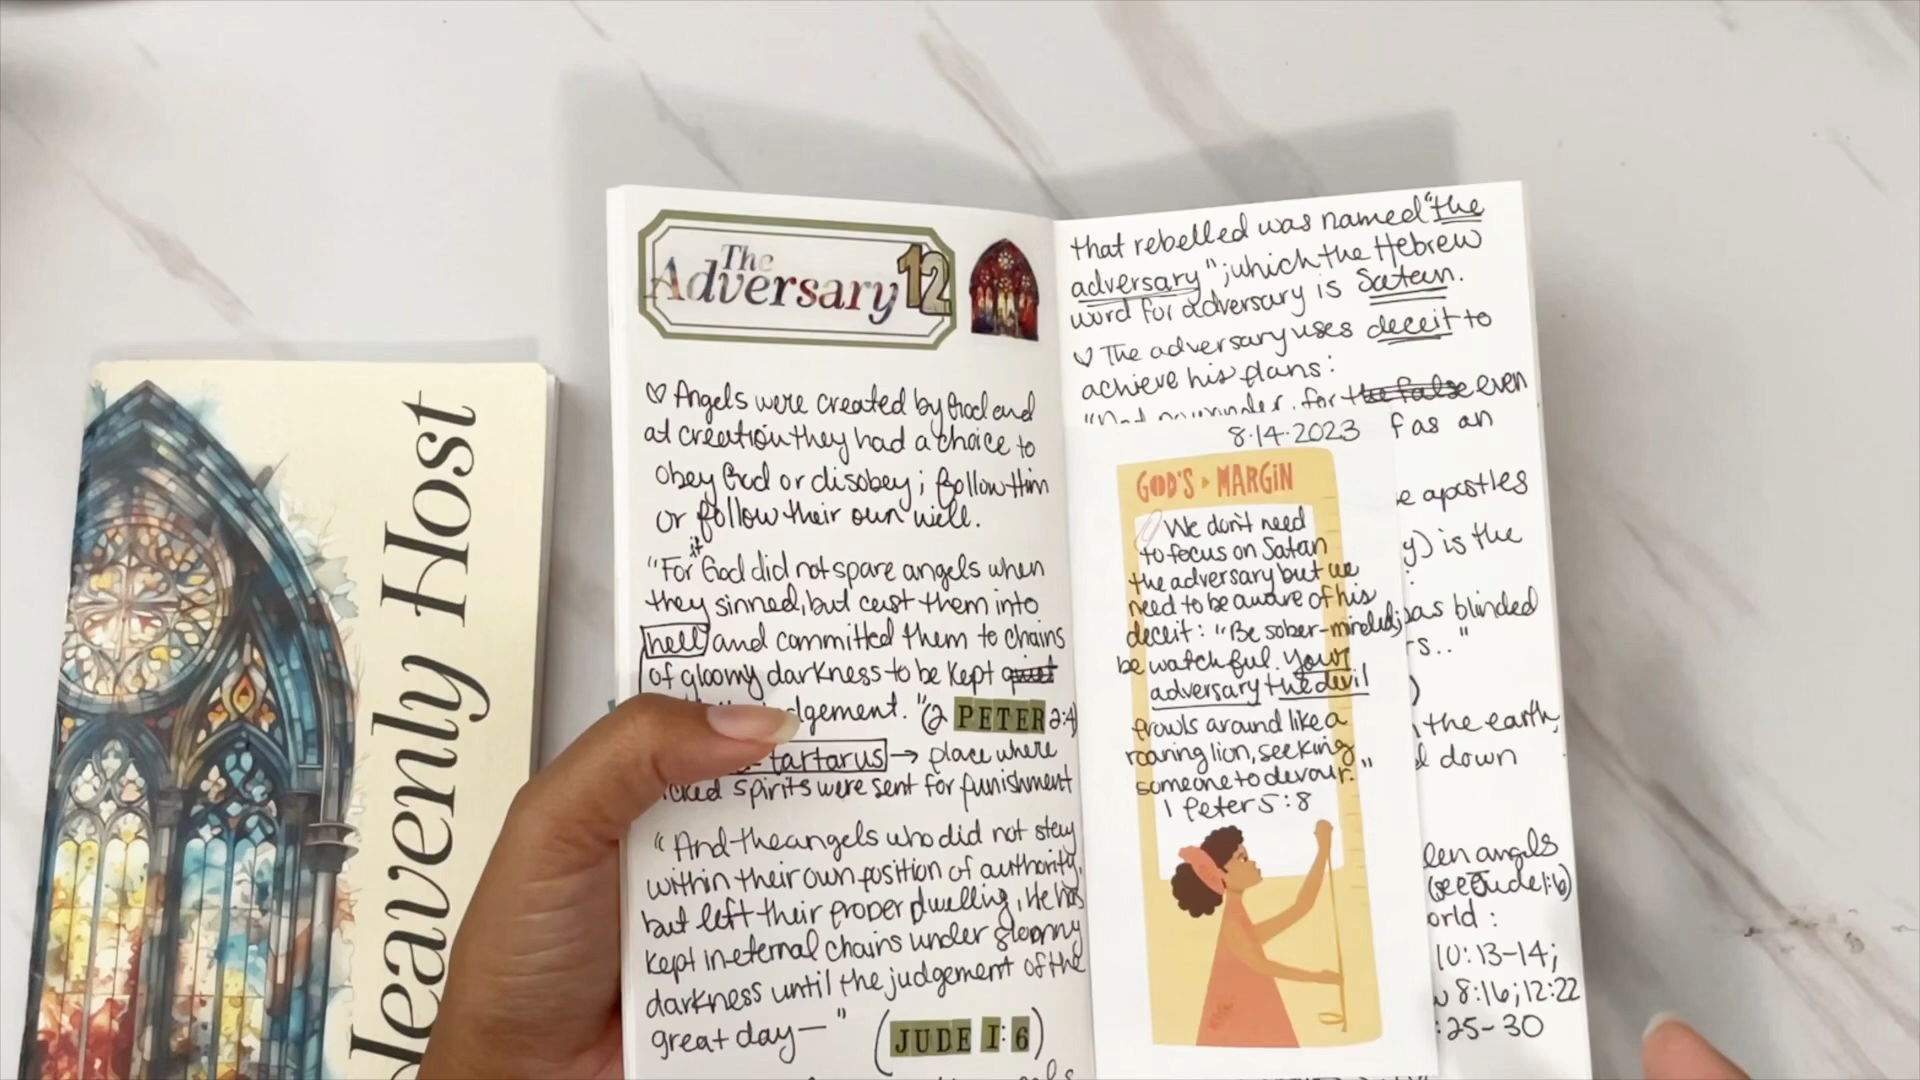 Heavenly Host
The
Adversary 12
♡ Angels were created by God and
at creation they had a choice to
obey God or disobey; follow Him
or follow their own will.
it
"For God did not spare angels when
they sinned, but cast them into
hell and committed them to chains
of gloomy darkness to be kept
judgement." (2 PETER 2:4)
tartarus → place where
spirits were sent for punishment
"And the angels who did not stay
within their own position of authority,
but left their proper dwelling, He has
kept in eternal chains under gloomy
darkness until the judgement of the
great day—"
(JUDE 1:6)
that rebelled was named "the
adversary"; which the Hebrew
word for adversary is Satan.
♡ The adversary uses deceit to
achieve his plans:
for the false even
as an
apostles
is the
blinded
the earth,
down
angels
(see Jude 1:6)
10:13-14;
8:16; 12:22
:25-30
8.14.2023
GOD'S MARGIN
We don't need
to focus on Satan
the adversary but we
need to be aware of his
deceit: "Be sober-minded;
be watchful. Your
adversary the devil
prowls around like a
roaring lion, seeking
someone to devour."
1 Peter 5:8